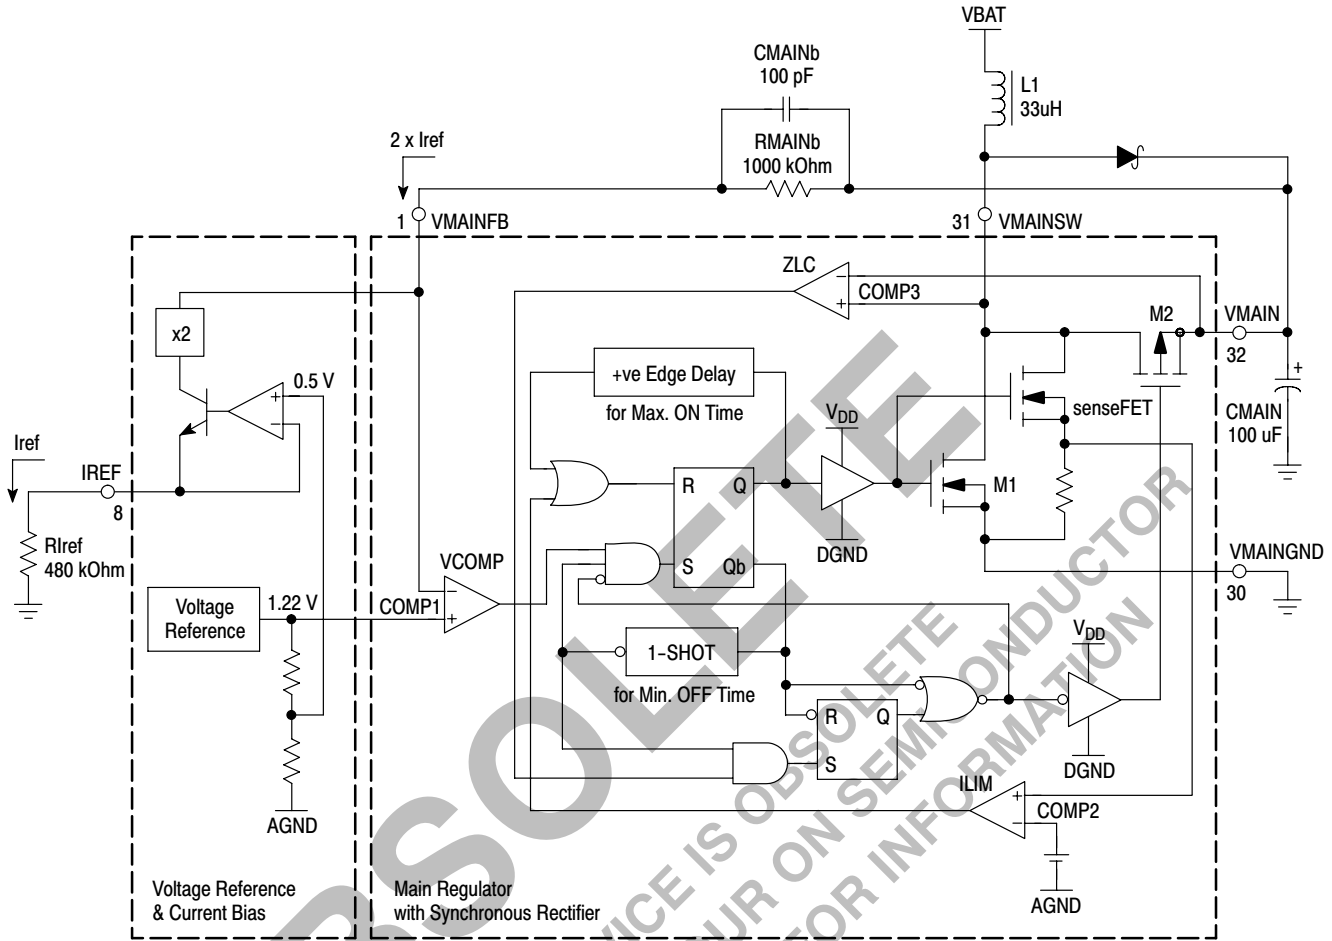 VBAT
CMAINb
100 pF
L1
33uH
2 x Iref
RMAINb
1000 kOhm
1
VMAINFB
31
VMAINSW
ZLC
COMP3
x2
M2
VMAIN
32
+ve Edge Delay
for Max. ON Time
0.5 V
VDD
senseFET
+
CMAIN
100 uF
Iref
IREF
8
R
Q
M1
RIref
480 kOhm
DGND
VCOMP
S
Qb
VMAINGND
30
Voltage
Reference
1.22 V
COMP1
1-SHOT
for Min. OFF Time
VDD
R
Q
S
DGND
ILIM
COMP2
AGND
AGND
Voltage Reference
& Current Bias
Main Regulator
with Synchronous Rectifier
OBSOLETE
VICE IS OBSOLETE
UR ON SEMICONDUCTOR
FOR INFORMATION